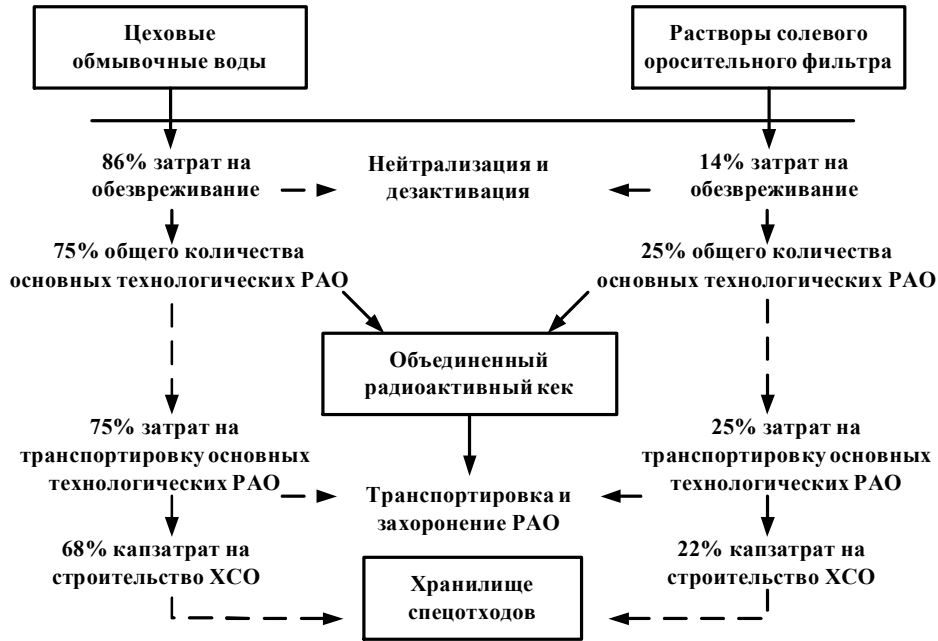 Цеховые
обмывочные воды
Растворы солевого
оросительного фильтра
86% затрат на
обезвреживание
Нейтрализация и
дезактивация
14% затрат на
обезвреживание
75% общего количества
основных технологических РАО
25% общего количества
основных технологических РАО
Объединенный
радиоактивный кек
75% затрат на
транспортировку основных
технологических РАО
25% затрат на
транспортировку основных
технологических РАО
Транспортировка и
захоронение РАО
68% капзатрат на
строительство ХСО
22% капзатрат на
строительство ХСО
Хранилище
спецотходов